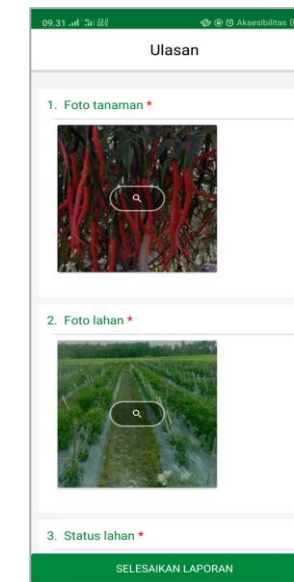 09.31
Aksesibilitas
Ulasan
1. Foto tanaman *
2. Foto lahan *
3. Status lahan *
SELESAIKAN LAPORAN